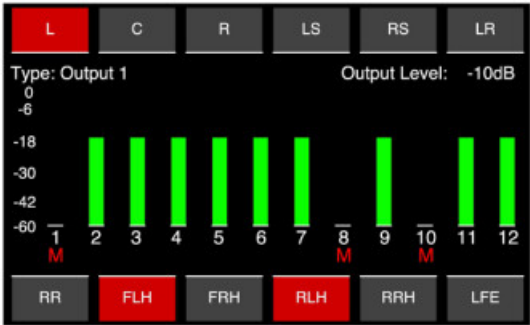 L C R LS RS LR
Type: Output 1 Output Level: -10dB
0
-6
-18
-30
-42
-60
1 2 3 4 5 6 7 8 9 10 11 12
M M M
RR FLH FRH RLH RRH LFE